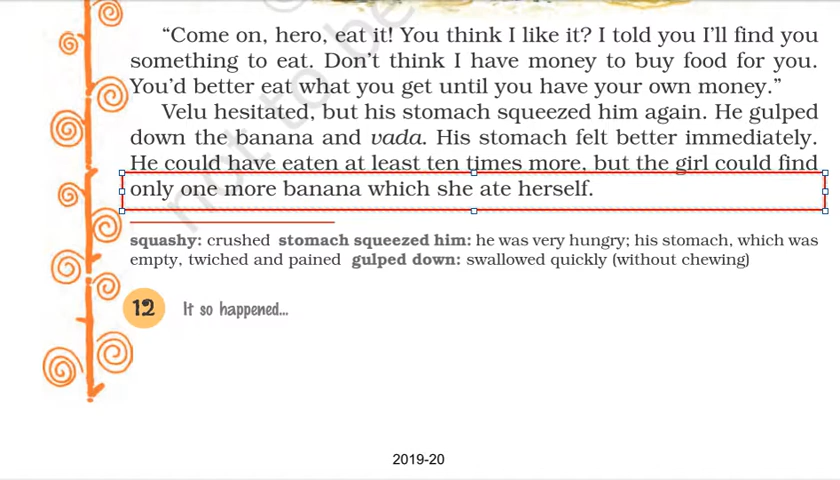 “Come on, hero, eat it! You think I like it? I told you I’ll find you
something to eat. Don’t think I have money to buy food for you.
You’d better eat what you get until you have your own money.”
Velu hesitated, but his stomach squeezed him again. He gulped
down the banana and vada. His stomach felt better immediately.
He could have eaten at least ten times more, but the girl could find
only one more banana which she ate herself.
squashy: crushed stomach squeezed him: he was very hungry; his stomach, which was
empty, twiched and pained gulped down: swallowed quickly (without chewing)
12 It so happened...
2019-20
not to be